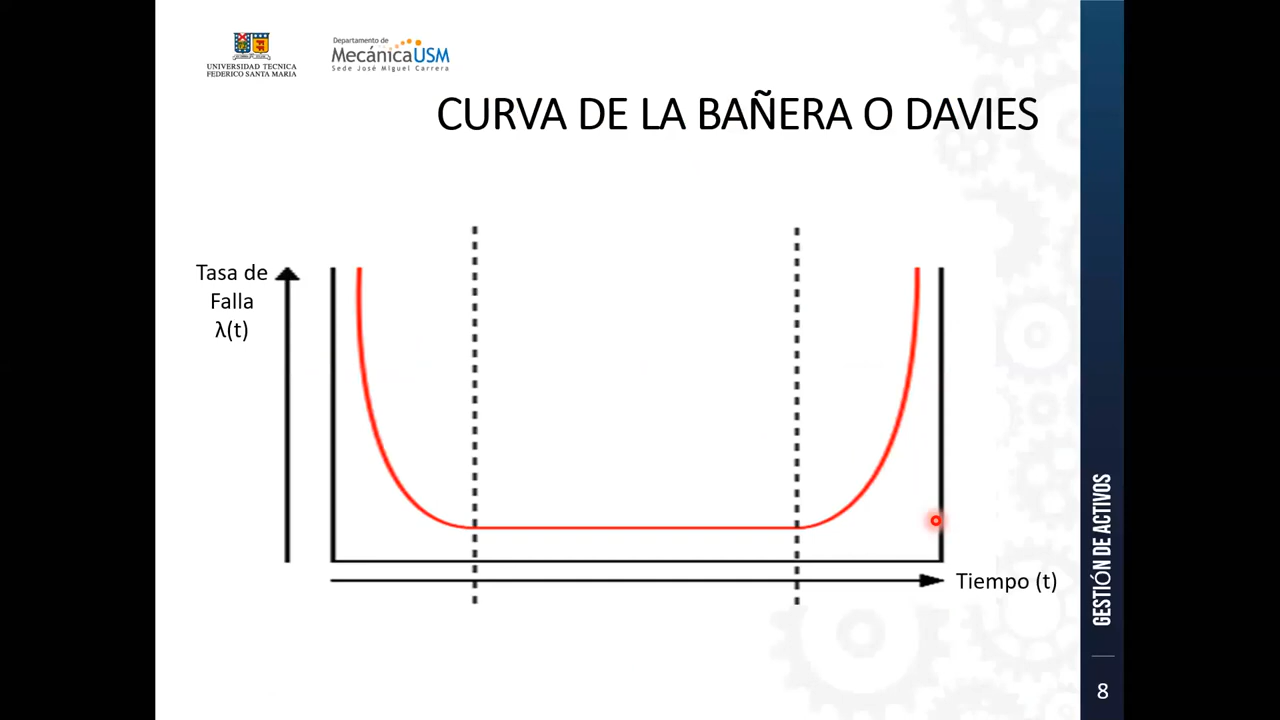 UNIVERSIDAD TECNICA
FEDERICO SANTA MARIA
Departamento de
MecánicaUSM
Sede José Miguel Carrera
CURVA DE LA BAÑERA O DAVIES
Tasa de
Falla
λ(t)
Tiempo (t)
GESTIÓN DE ACTIVOS
8